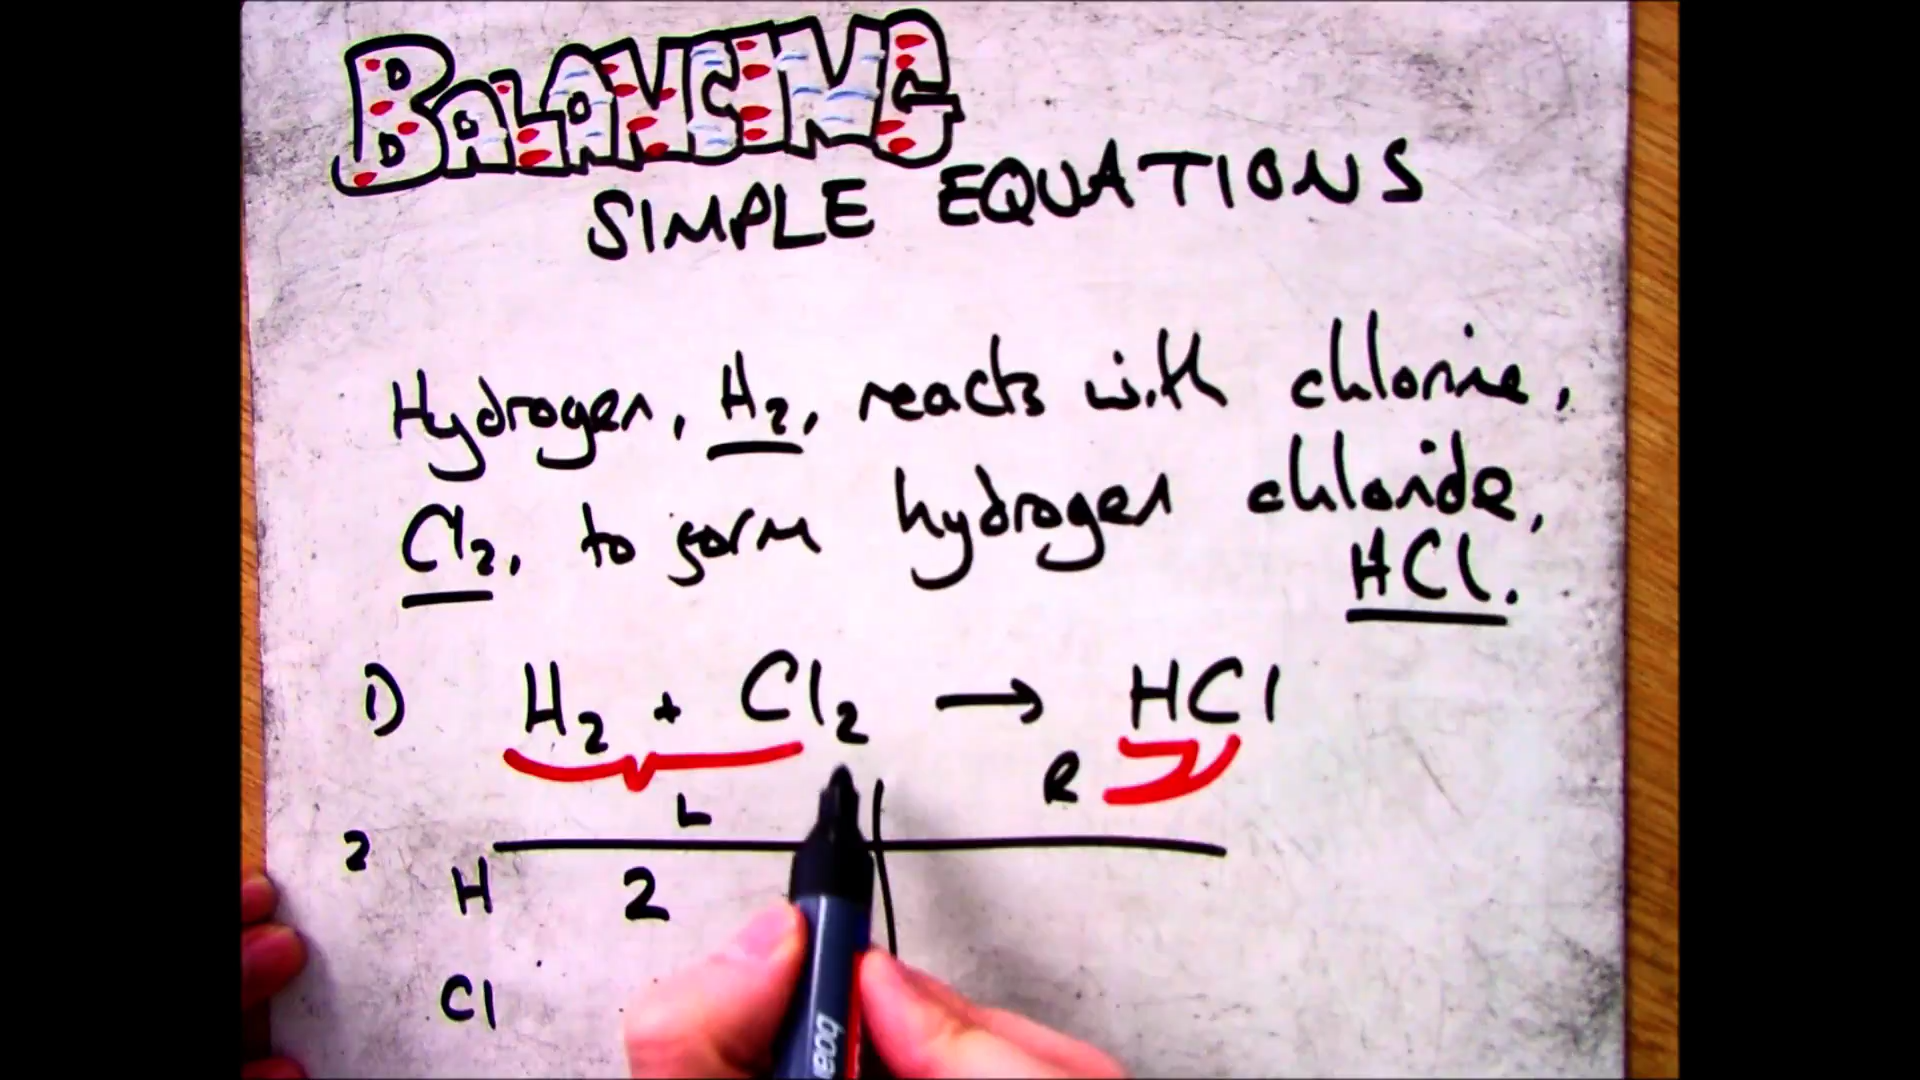 BALANCING
SIMPLE EQUATIONS
Hydrogen, H₂, reacts with chlorine,
Cl₂, to form hydrogen chloride,
HCl.
1) H₂ + Cl₂ → HCl
L R
2 H 2
Cl
boa